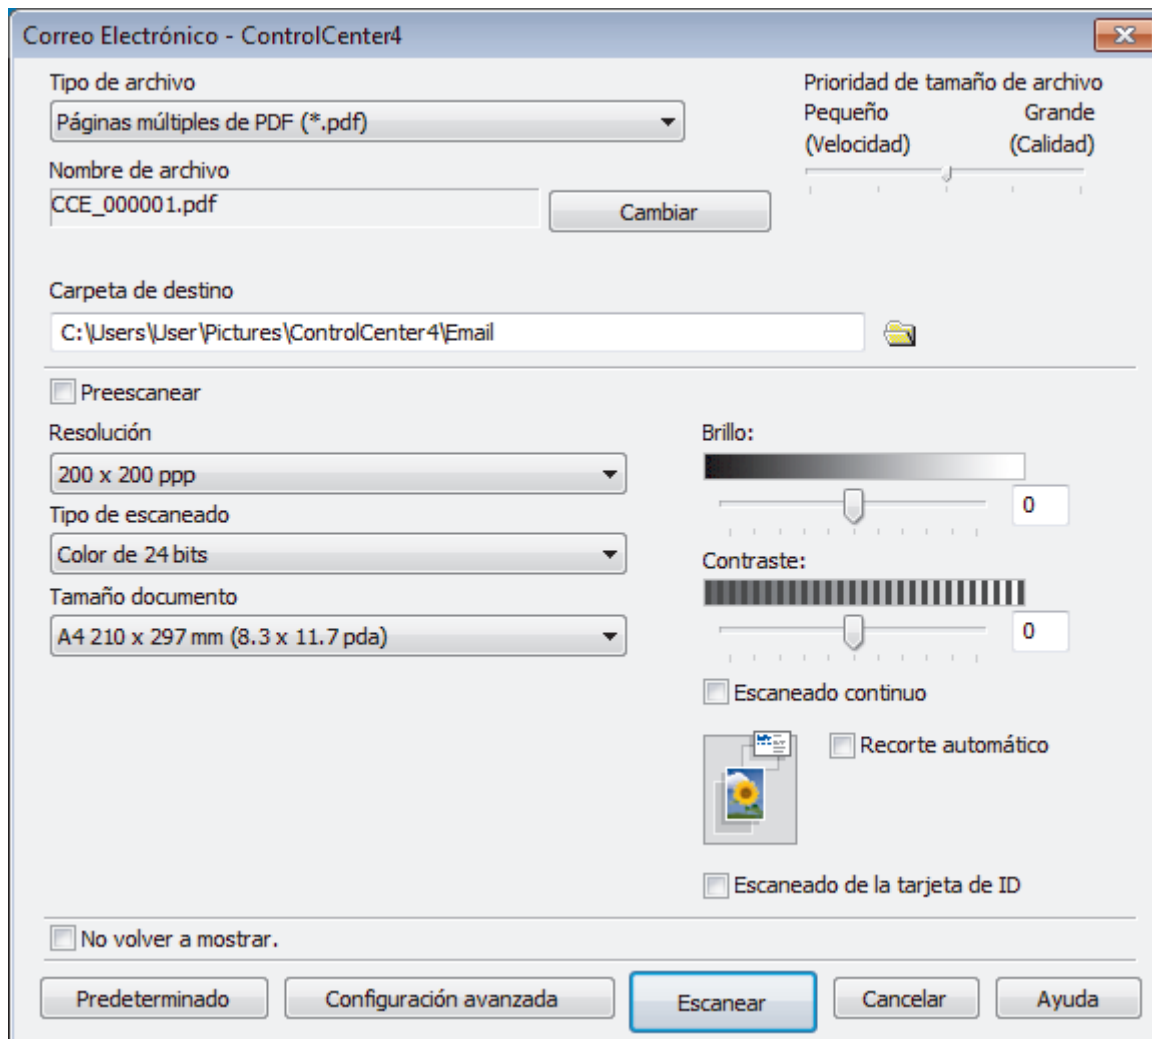 Correo Electrónico - ControlCenter4
Tipo de archivo
Páginas múltiples de PDF (*.pdf)
Prioridad de tamaño de archivo
Pequeño Grande
(Velocidad) (Calidad)
Nombre de archivo
CCE_000001.pdf
Cambiar
Carpeta de destino
C:\Users\User\Pictures\ControlCenter4\Email
Preescanear
Resolución
200 x 200 ppp
Tipo de escaneado
Color de 24 bits
Tamaño documento
A4 210 x 297 mm (8.3 x 11.7 pda)
Brillo:
0
Contraste:
0
Escaneado continuo
Recorte automático
Escaneado de la tarjeta de ID
No volver a mostrar.
Predeterminado Configuración avanzada Escanear Cancelar Ayuda